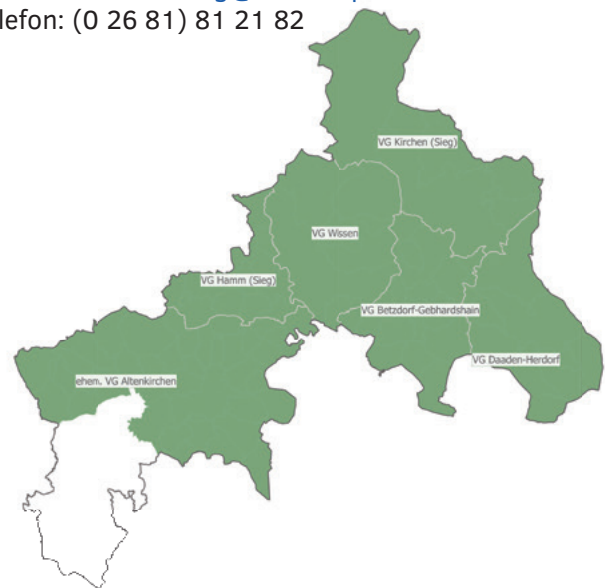 lefon: (0 26 81) 81 21 82
VG Kirchen (Sieg)
VG Wissen
VG Hamm (Sieg)
VG Betzdorf-Gebhardshain
VG Daaden-Herdorf
ehen. VG Altenkirchen